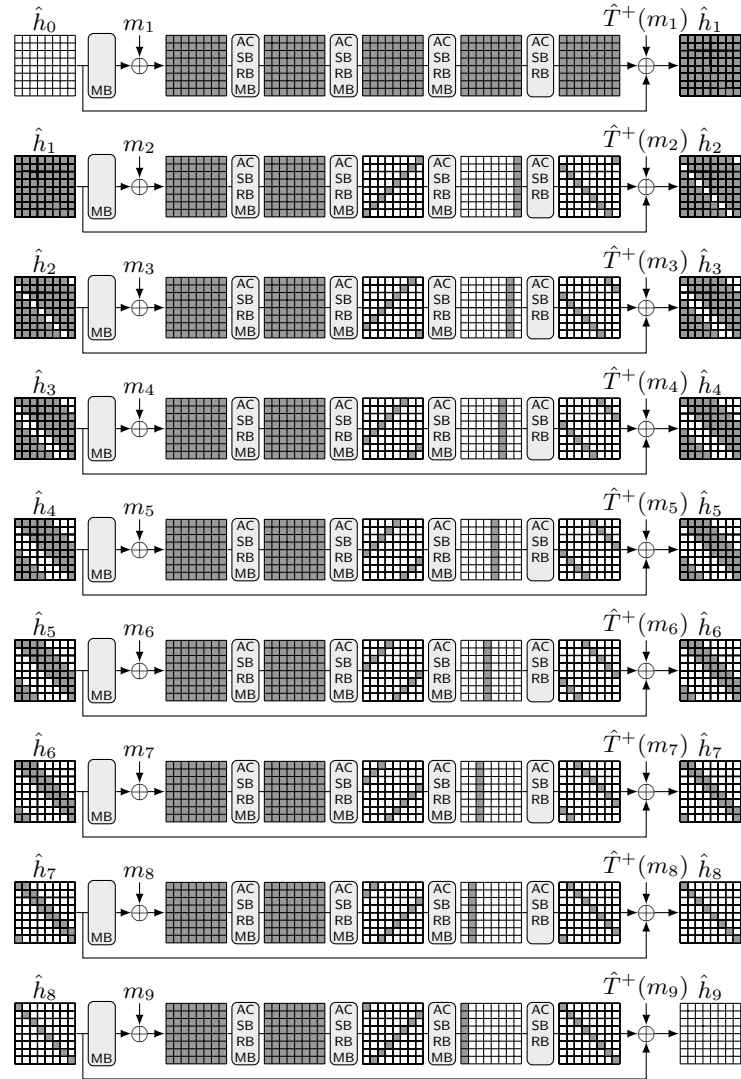 ĥ₀ m₁ T̂⁺(m₁) ĥ₁
MB AC SB RB MB AC SB RB MB AC SB RB MB AC SB RB
ĥ₁ m₂ T̂⁺(m₂) ĥ₂
MB AC SB RB MB AC SB RB MB AC SB RB MB AC SB RB
ĥ₂ m₃ T̂⁺(m₃) ĥ₃
MB AC SB RB MB AC SB RB MB AC SB RB MB AC SB RB
ĥ₃ m₄ T̂⁺(m₄) ĥ₄
MB AC SB RB MB AC SB RB MB AC SB RB MB AC SB RB
ĥ₄ m₅ T̂⁺(m₅) ĥ₅
MB AC SB RB MB AC SB RB MB AC SB RB MB AC SB RB
ĥ₅ m₆ T̂⁺(m₆) ĥ₆
MB AC SB RB MB AC SB RB MB AC SB RB MB AC SB RB
ĥ₆ m₇ T̂⁺(m₇) ĥ₇
MB AC SB RB MB AC SB RB MB AC SB RB MB AC SB RB
ĥ₇ m₈ T̂⁺(m₈) ĥ₈
MB AC SB RB MB AC SB RB MB AC SB RB MB AC SB RB
ĥ₈ m₉ T̂⁺(m₉) ĥ₉
MB AC SB RB MB AC SB RB MB AC SB RB MB AC SB RB